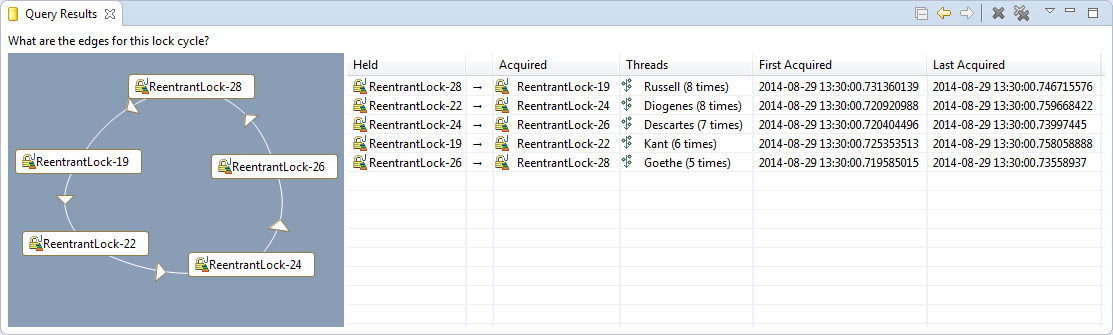 Query Results
What are the edges for this lock cycle?
ReentrantLock-28
ReentrantLock-19
ReentrantLock-26
ReentrantLock-22
ReentrantLock-24
Held Acquired Threads First Acquired Last Acquired
ReentrantLock-28 → ReentrantLock-19 Russell (8 times) 2014-08-29 13:30:00.731360139 2014-08-29 13:30:00.746715576
ReentrantLock-22 → ReentrantLock-24 Diogenes (8 times) 2014-08-29 13:30:00.720920988 2014-08-29 13:30:00.759668422
ReentrantLock-24 → ReentrantLock-26 Descartes (7 times) 2014-08-29 13:30:00.720404496 2014-08-29 13:30:00.73997445
ReentrantLock-19 → ReentrantLock-22 Kant (6 times) 2014-08-29 13:30:00.725353513 2014-08-29 13:30:00.758058888
ReentrantLock-26 → ReentrantLock-28 Goethe (5 times) 2014-08-29 13:30:00.719585015 2014-08-29 13:30:00.73558937